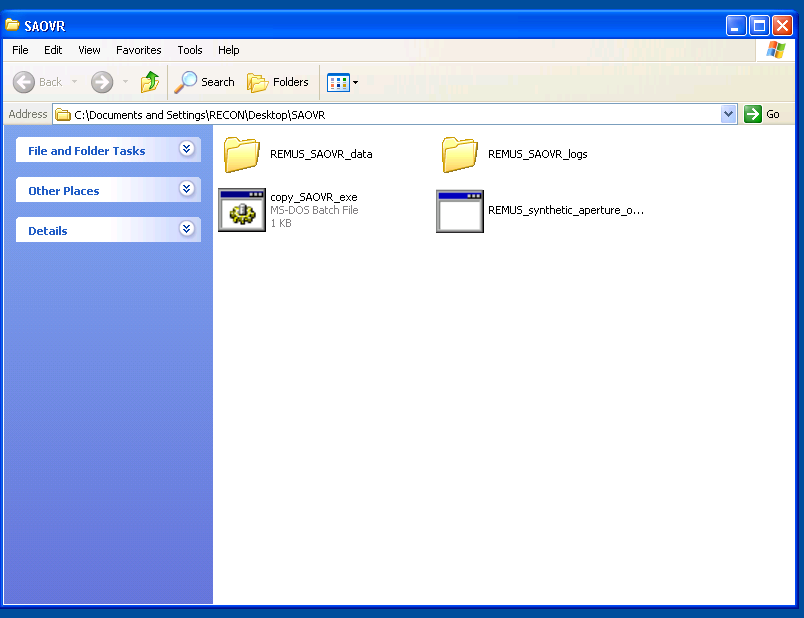 SAOVR
File Edit View Favorites Tools Help
Back Search Folders
Address C:\Documents and Settings\RECON\Desktop\SAOVR Go
File and Folder Tasks
Other Places
Details
REMUS_SAOVR_data
REMUS_SAOVR_logs
copy_SAOVR_exe
MS-DOS Batch File
1 KB
REMUS_synthetic_aperture_o...